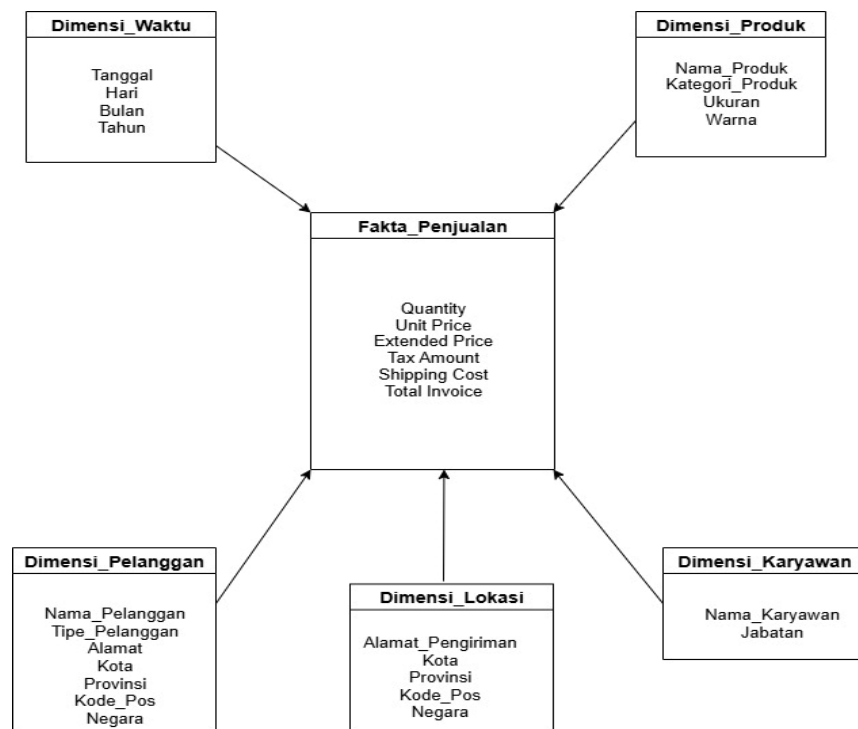 Dimensi_Waktu
Tanggal
Hari
Bulan
Tahun
Dimensi_Produk
Nama_Produk
Kategori_Produk
Ukuran
Warna
Fakta_Penjualan
Quantity
Unit Price
Extended Price
Tax Amount
Shipping Cost
Total Invoice
Dimensi_Pelanggan
Nama_Pelanggan
Tipe_Pelanggan
Alamat
Kota
Provinsi
Kode_Pos
Negara
Dimensi_Lokasi
Alamat_Pengiriman
Kota
Provinsi
Kode_Pos
Negara
Dimensi_Karyawan
Nama_Karyawan
Jabatan